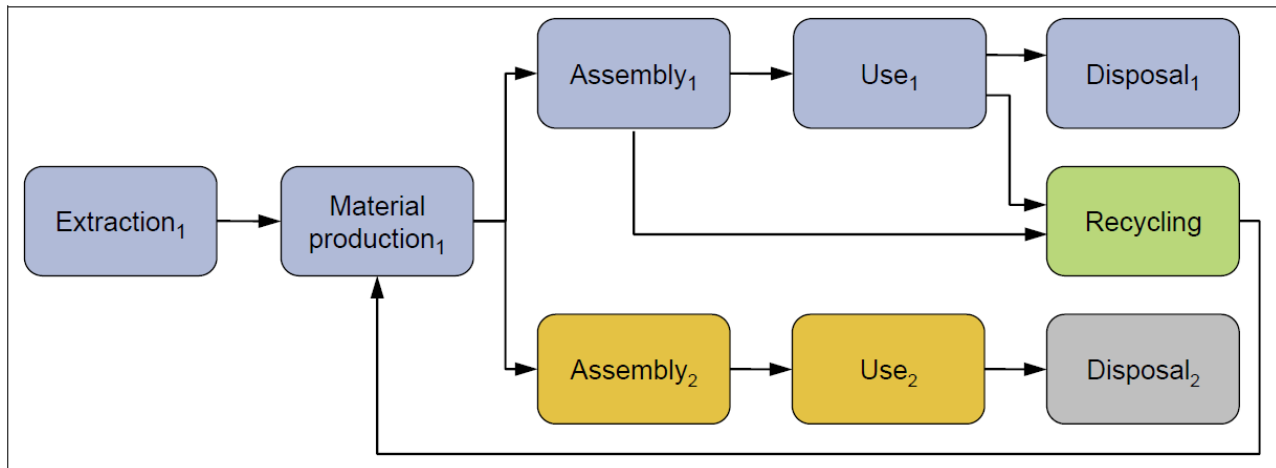 Assembly₁
Use₁
Disposal₁
Extraction₁
Material
production₁
Recycling
Assembly₂
Use₂
Disposal₂